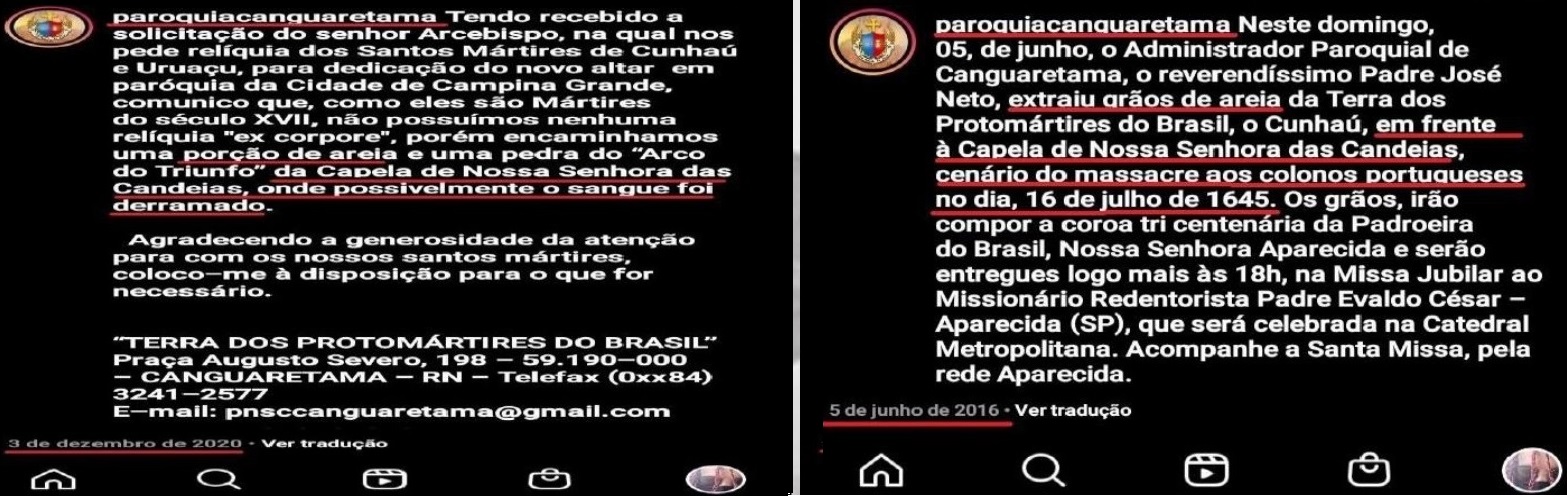 paroquiacanguaretama Tendo recebido a
solicitação do senhor Arcebispo, na qual nos
pede relíquia dos Santos Mártires de Cunhaú
e Uruaçu, para dedicação do novo altar em
paróquia da Cidade de Campina Grande,
comunico que, como eles são Mártires
do século XVII, não possuímos nenhuma
relíquia "ex corpore", porém encaminhamos
uma porção de areia e uma pedra do “Arco
do Triunfo” da Capela de Nossa Senhora das
Candeias, onde possivelmente o sangue foi
derramado.
Agradecendo a generosidade da atenção
para com os nossos santos mártires,
coloco—me à disposição para o que for
necessário.
“TERRA DOS PROTOMÁRTIRES DO BRASIL”
Praça Augusto Severo, 198 – 59.190—000
– CANGUARETAMA – RN – Telefax (0xx84)
3241—2577
E—mail: pnsccanguaretama@gmail.com
3 de dezembro de 2020 · Ver tradução
paroquiacanguaretama Neste domingo,
05, de junho, o Administrador Paroquial de
Canguaretama, o reverendíssimo Padre José
Neto, extraiu grãos de areia da Terra dos
Protomártires do Brasil, o Cunhaú, em frente
à Capela de Nossa Senhora das Candeias,
cenário do massacre aos colonos portugueses
no dia, 16 de julho de 1645. Os grãos, irão
compor a coroa tri centenária da Padroeira
do Brasil, Nossa Senhora Aparecida e serão
entregues logo mais às 18h, na Missa Jubilar ao
Missionário Redentorista Padre Evaldo César –
Aparecida (SP), que será celebrada na Catedral
Metropolitana. Acompanhe a Santa Missa, pela
rede Aparecida.
5 de junho de 2016 · Ver tradução